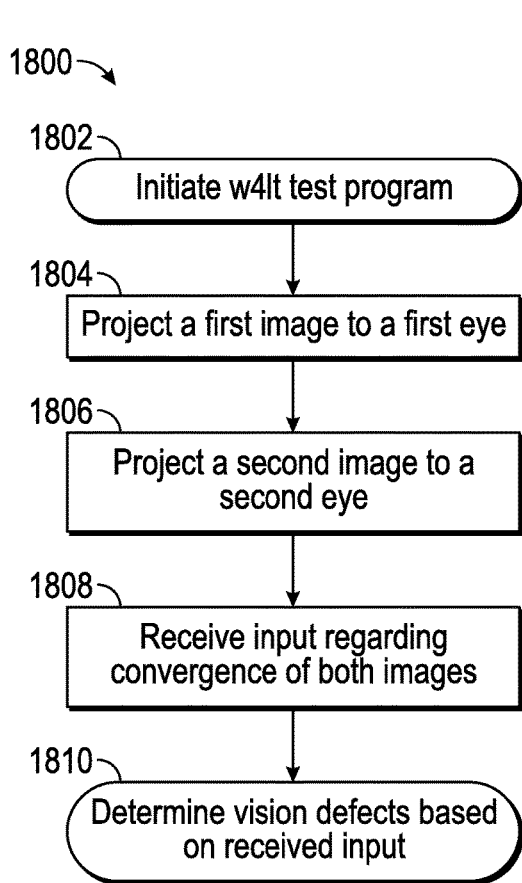 1800
1802
Initiate w4lt test program
1804
Project a first image to a first eye
1806
Project a second image to a
second eye
1808
Receive input regarding
convergence of both images
1810
Determine vision defects based
on received input